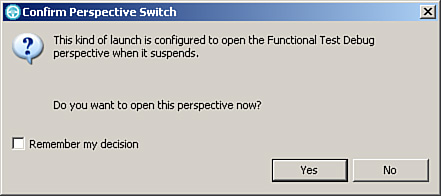 Confirm Perspective Switch
This kind of launch is configured to open the Functional Test Debug
perspective when it suspends.
Do you want to open this perspective now?
Remember my decision
Yes
No